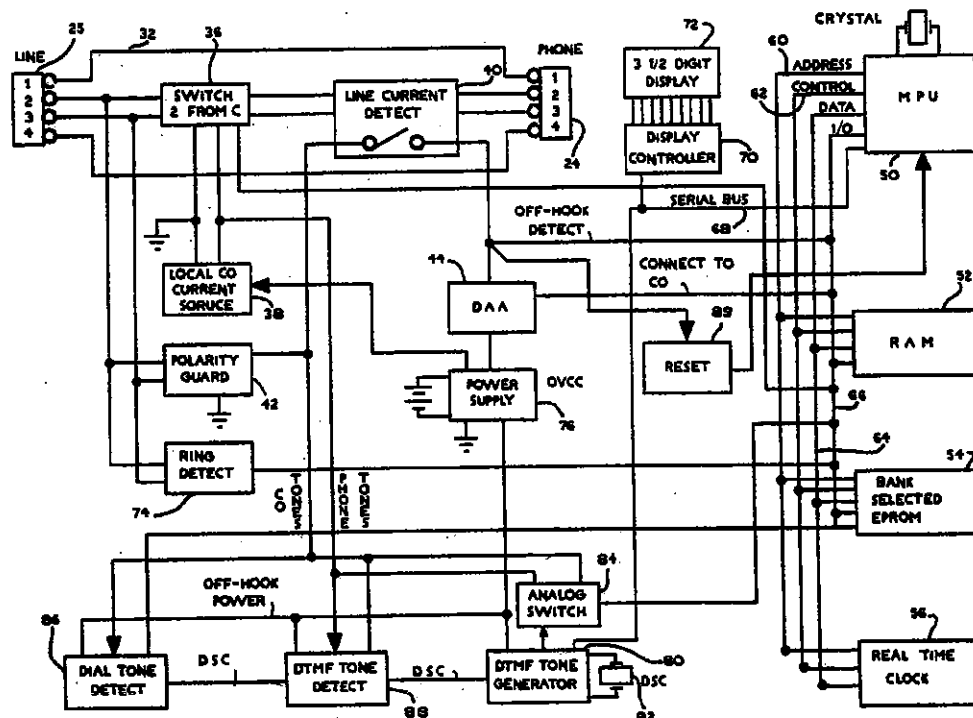 CRYSTAL
25
LINE
32
36
PHONE
72
60
ADDRESS
1
2
3
4
SWITCH
2 FROM C
40
LINE CURRENT
DETECT
1
2
3
4
24
3 1/2 DIGIT
DISPLAY
CONTROL
62
DATA
I/O
MPU
50
DISPLAY
CONTROLLER
70
SERIAL BUS
68
OFF-HOOK
DETECT
CONNECT TO
CO
LOCAL CO
CURRENT
SORUCE
38
44
DAA
89
RESET
52
RAM
POLARITY
GUARD
42
POWER
SUPPLY
OVCC
76
66
64
54
RING
DETECT
74
CO
TONES
PHONE
TONES
BANK
SELECTED
EPROM
OFF-HOOK
POWER
84
ANALOG
SWITCH
86
DIAL TONE
DETECT
DSC
DTMF TONE
DETECT
88
DSC
DTMF TONE
GENERATOR
80
DSC
82
56
REAL TIME
CLOCK